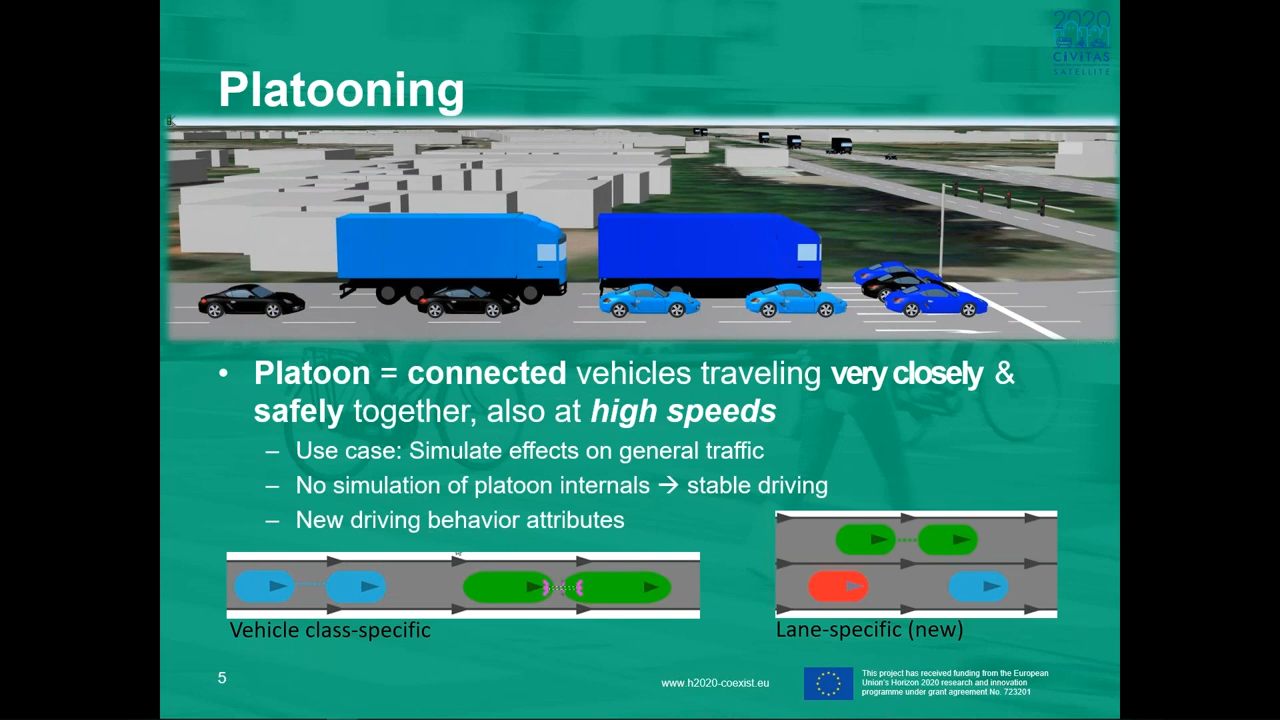 2020
CiViTAS
SATELLITE
Platooning
• Platoon = connected vehicles traveling very closely &
safely together, also at high speeds
– Use case: Simulate effects on general traffic
– No simulation of platoon internals → stable driving
– New driving behavior attributes
Vehicle class-specific
Lane-specific (new)
5
www.h2020-coexist.eu
This project has received funding from the European
Union's Horizon 2020 research and innovation
programme under grant agreement No. 723201